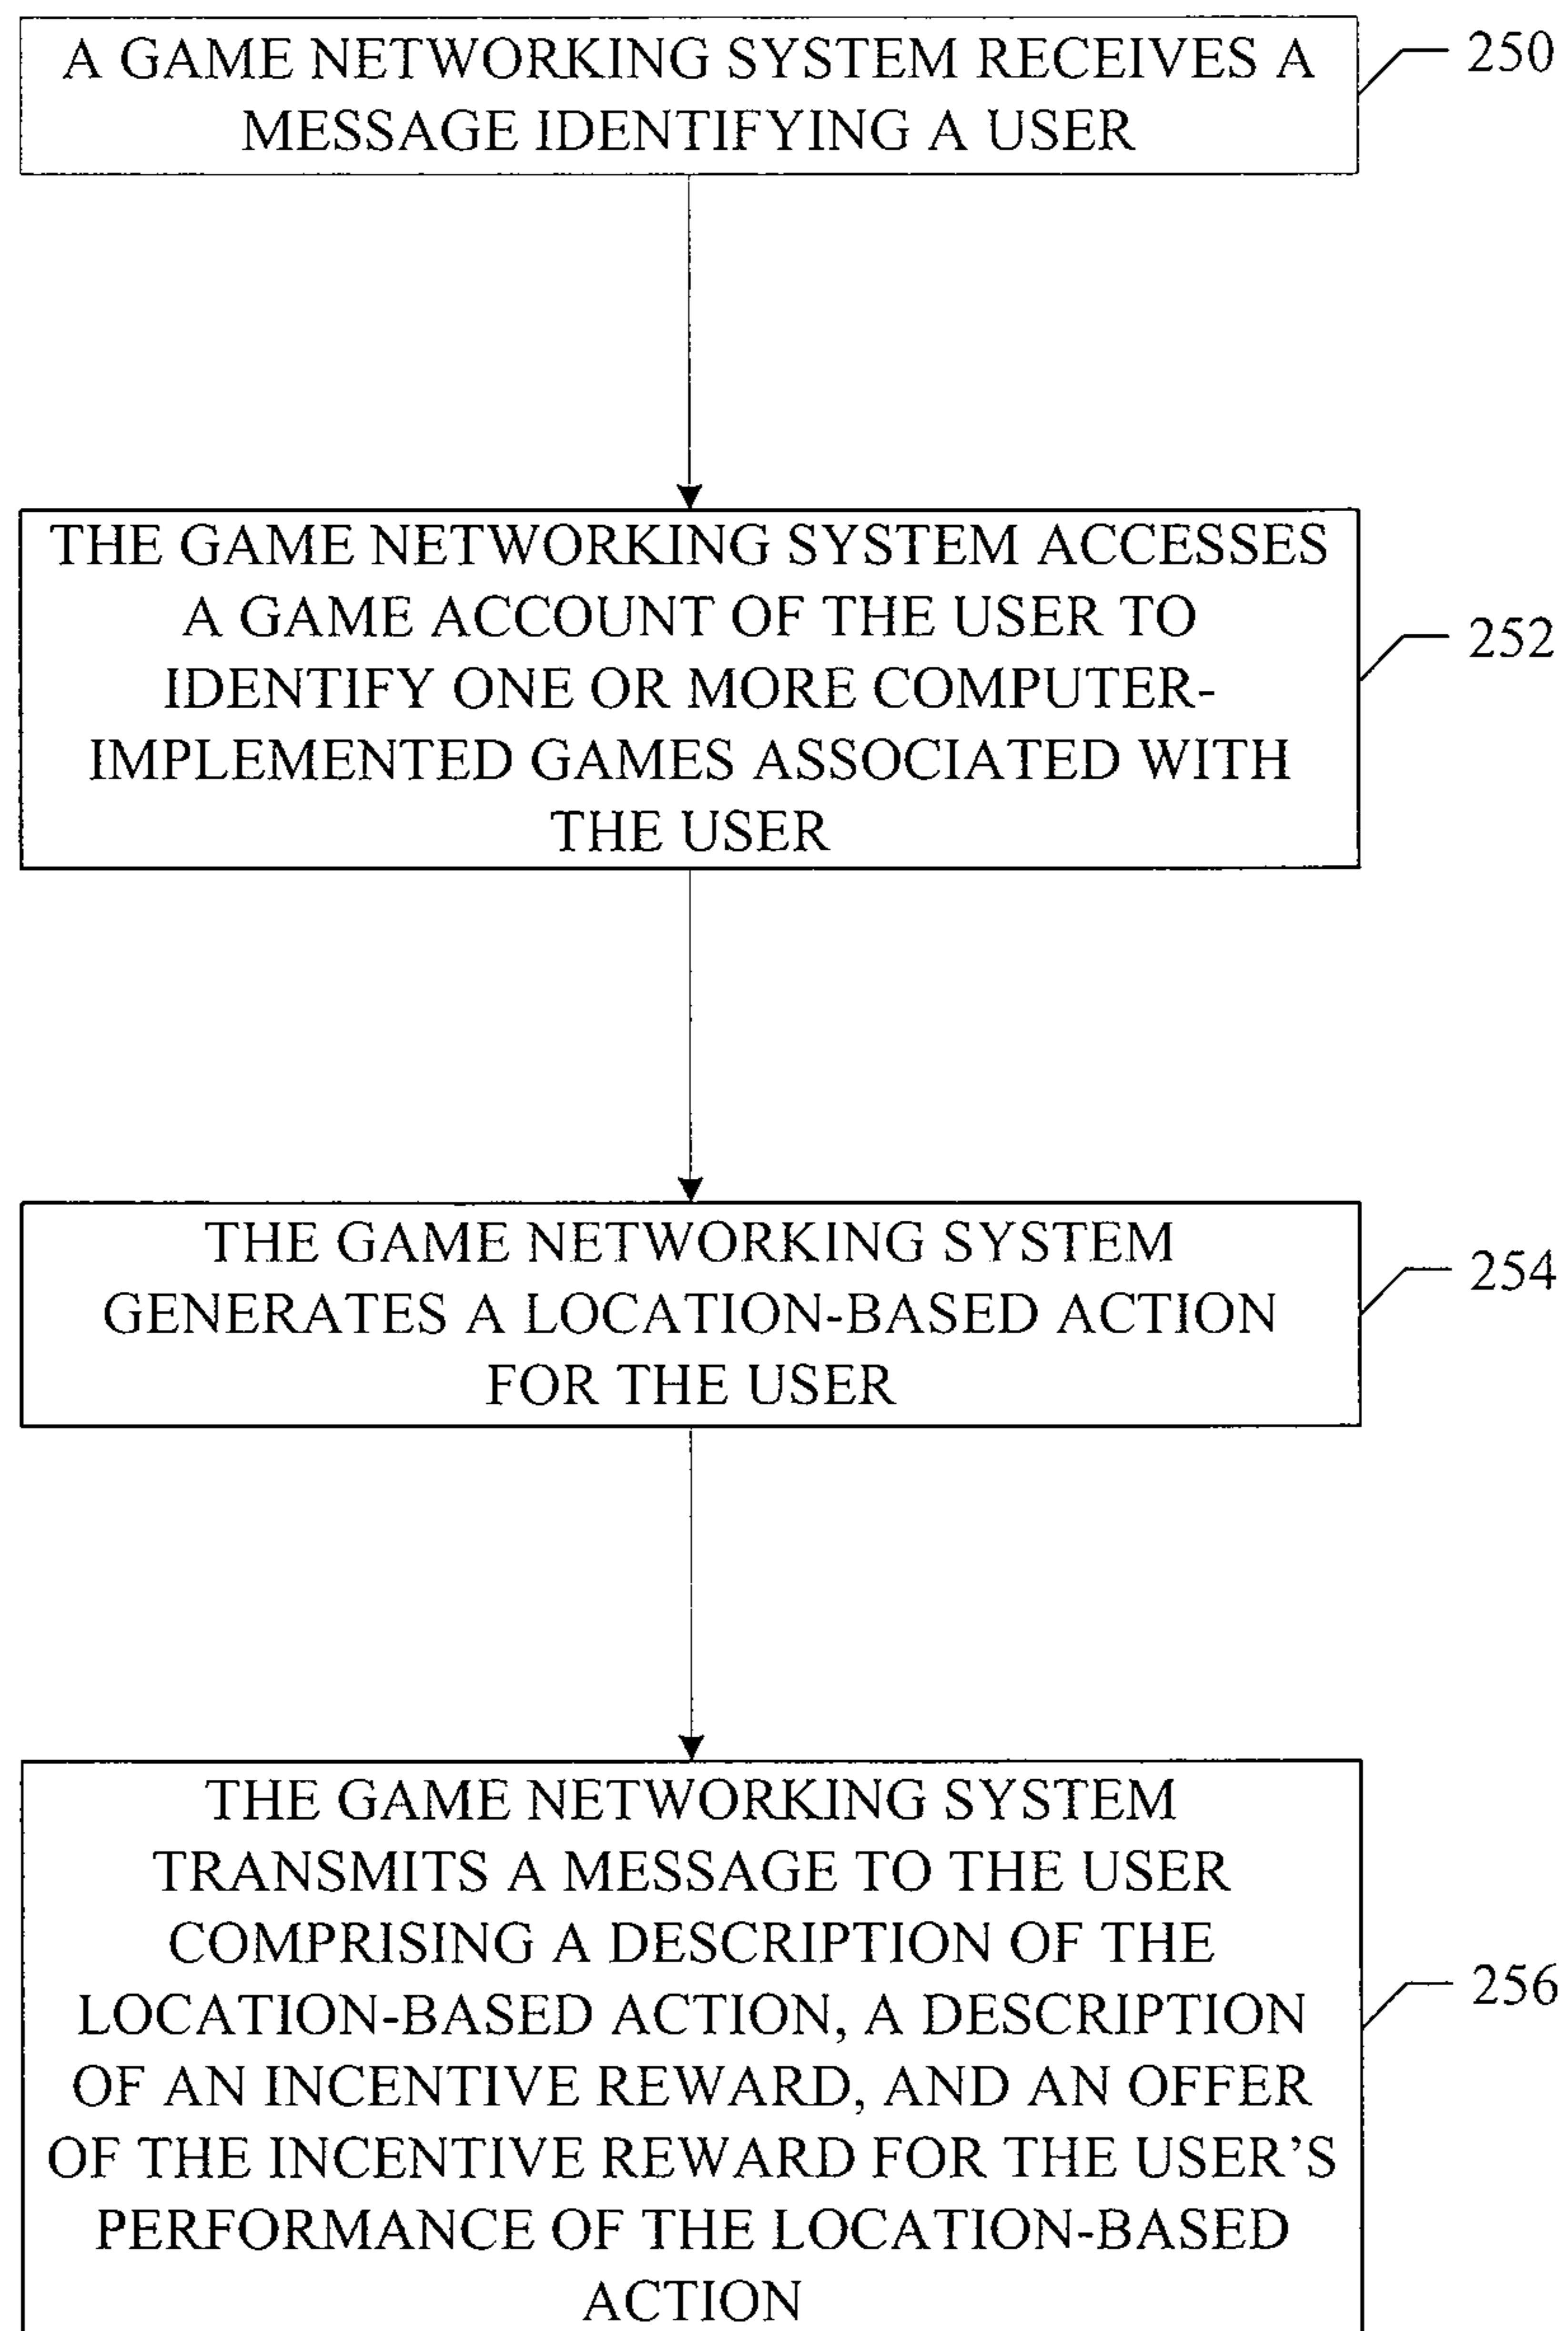 A GAME NETWORKING SYSTEM RECEIVES A
MESSAGE IDENTIFYING A USER
250
THE GAME NETWORKING SYSTEM ACCESSES
A GAME ACCOUNT OF THE USER TO
IDENTIFY ONE OR MORE COMPUTER-
IMPLEMENTED GAMES ASSOCIATED WITH
THE USER
252
THE GAME NETWORKING SYSTEM
GENERATES A LOCATION-BASED ACTION
FOR THE USER
254
THE GAME NETWORKING SYSTEM
TRANSMITS A MESSAGE TO THE USER
COMPRISING A DESCRIPTION OF THE
LOCATION-BASED ACTION, A DESCRIPTION
OF AN INCENTIVE REWARD, AND AN OFFER
OF THE INCENTIVE REWARD FOR THE USER’S
PERFORMANCE OF THE LOCATION-BASED
ACTION
256